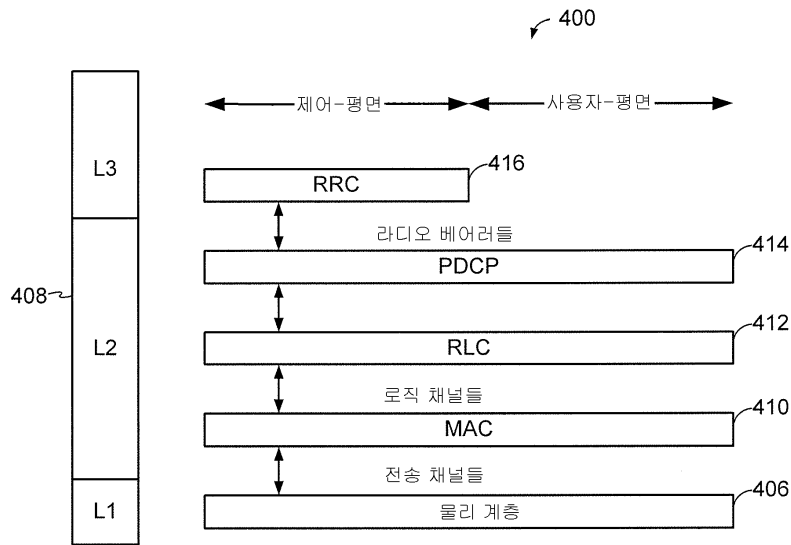 400
제어-평면
사용자-평면
L3
RRC
416
라디오 베어러들
414
PDCP
408
L2
412
RLC
로직 채널들
410
MAC
전송 채널들
406
L1
물리 계층